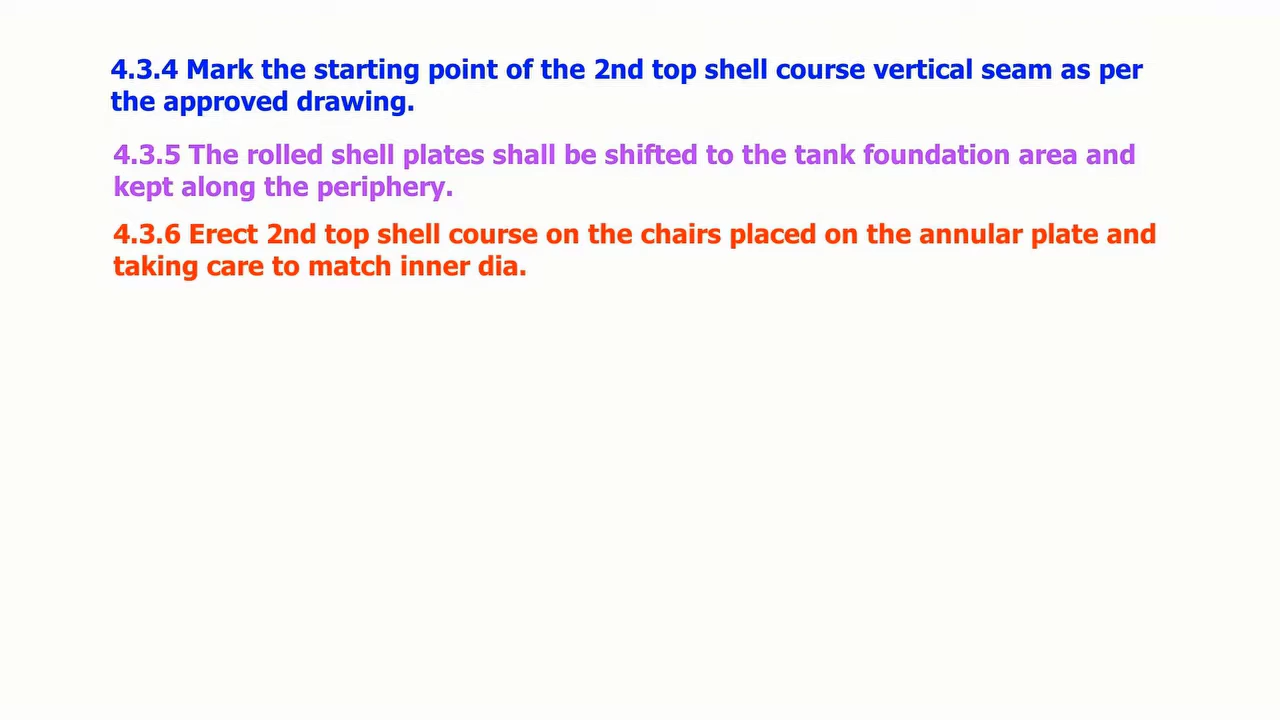 4.3.4 Mark the starting point of the 2nd top shell course vertical seam as per
the approved drawing.
4.3.5 The rolled shell plates shall be shifted to the tank foundation area and
kept along the periphery.
4.3.6 Erect 2nd top shell course on the chairs placed on the annular plate and
taking care to match inner dia.